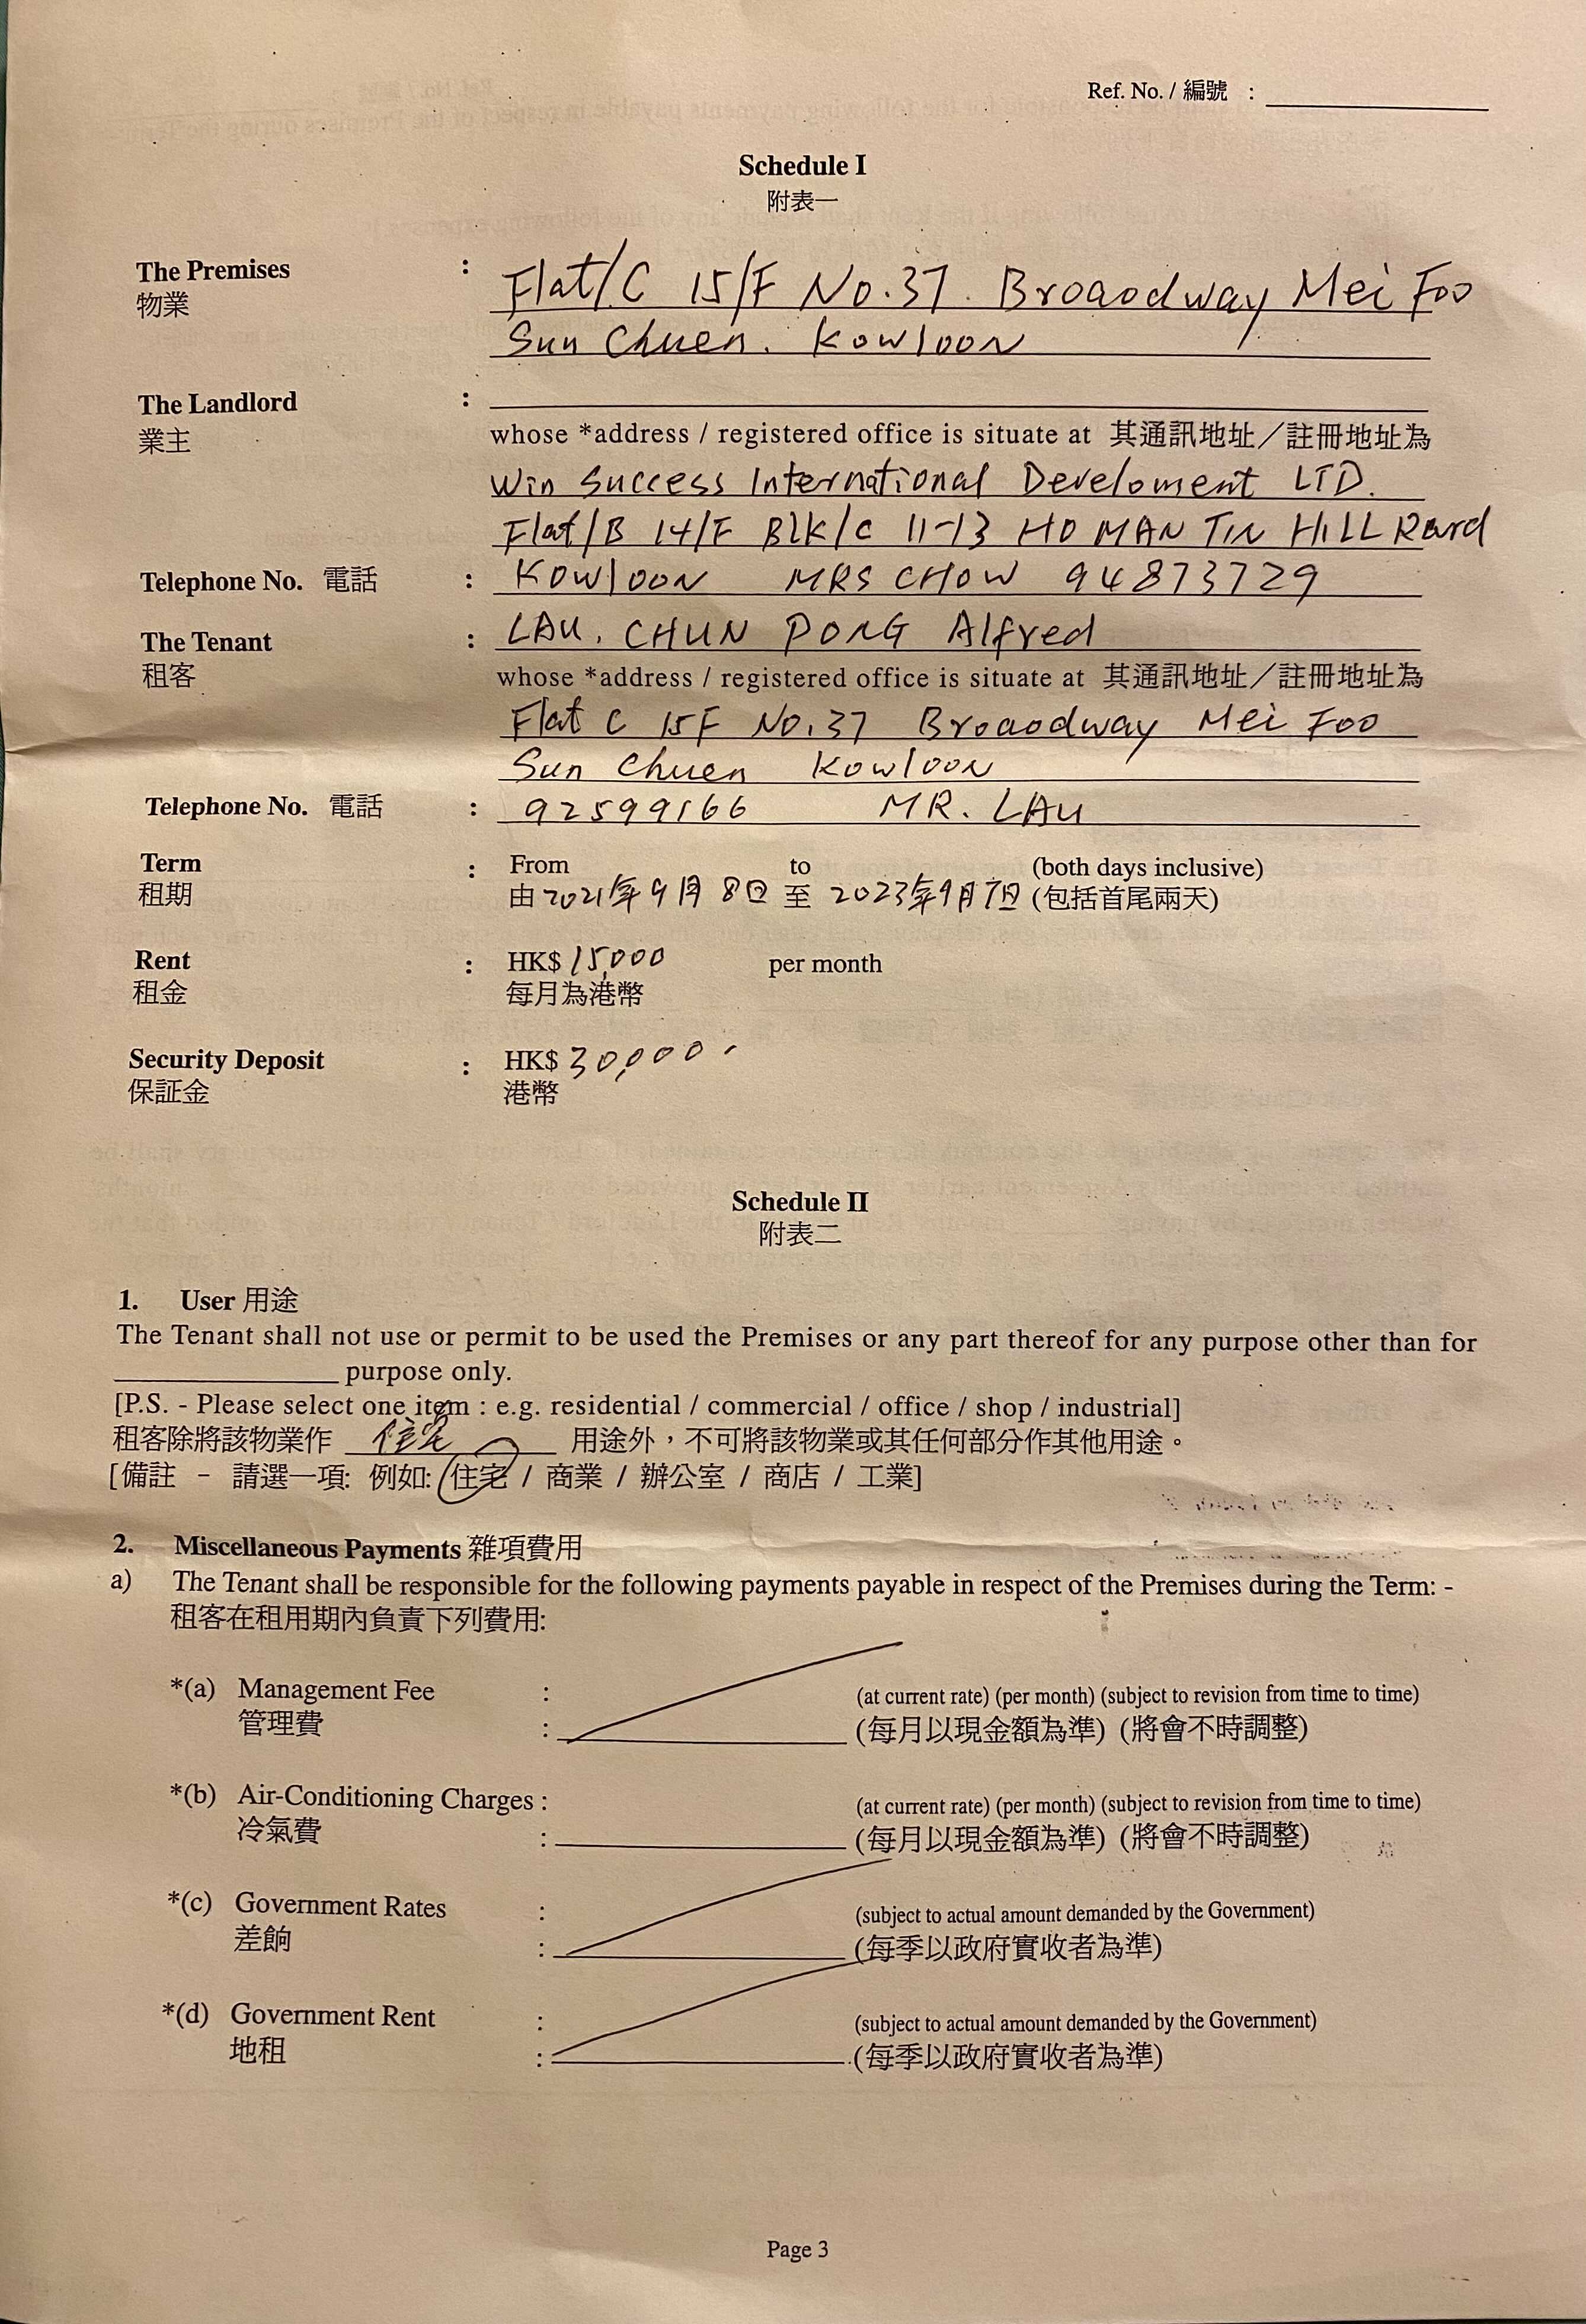 Ref. No. / 編號 :
Schedule I
附表一
The Premises : Flat/C 15/F No.37. Broaodway Mei Foo
物業 Sun Chuen. Kowloon
The Landlord :
業主 whose *address / registered office is situate at 其通訊地址／註冊地址為
Win Success International Develoment LTD.
Flat/B 14/F Blk/C 11-13 HO MAN TIN HILL Raod
Telephone No. 電話 : Kowloon MRS CHOW 94873729
The Tenant : LAU. CHUN PONG Alfred
租客 whose *address / registered office is situate at 其通訊地址／註冊地址為
Flat C 15F No.37 Broaodway Mei Foo
Sun Chuen Kowloon
Telephone No. 電話 : 92599166 MR. LAU
Term : From to (both days inclusive)
租期 由 2021年9月8日 至 2023年9月7日 (包括首尾兩天)
Rent : HK$ 15,000 per month
租金 每月為港幣
Security Deposit : HK$ 30,000
保証金 港幣
Schedule II
附表二
1. User 用途
The Tenant shall not use or permit to be used the Premises or any part thereof for any purpose other than for
purpose only.
[P.S. - Please select one item : e.g. residential / commercial / office / shop / industrial]
租客除將該物業作 住宅 用途外，不可將該物業或其任何部分作其他用途。
[備註 - 請選一項: 例如: 住宅 / 商業 / 辦公室 / 商店 / 工業]
2. Miscellaneous Payments 雜項費用
a) The Tenant shall be responsible for the following payments payable in respect of the Premises during the Term: -
租客在租用期內負責下列費用:
*(a) Management Fee : (at current rate) (per month) (subject to revision from time to time)
管理費 : (每月以現金額為準) (將會不時調整)
*(b) Air-Conditioning Charges : (at current rate) (per month) (subject to revision from time to time)
冷氣費 : (每月以現金額為準) (將會不時調整)
*(c) Government Rates : (subject to actual amount demanded by the Government)
差餉 : (每季以政府實收者為準)
*(d) Government Rent : (subject to actual amount demanded by the Government)
地租 : (每季以政府實收者為準)
Page 3